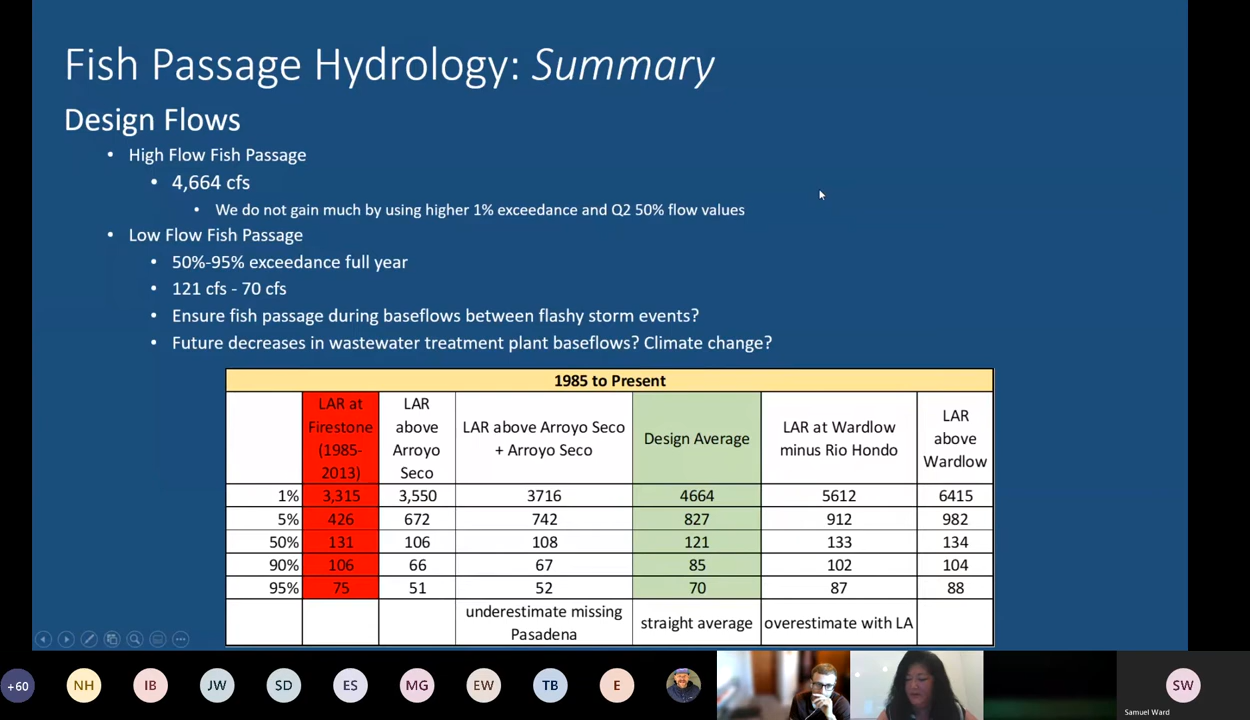 Fish Passage Hydrology: Summary
Design Flows
• High Flow Fish Passage
• 4,664 cfs
• We do not gain much by using higher 1% exceedance and Q2 50% flow values
• Low Flow Fish Passage
• 50%-95% exceedance full year
• 121 cfs - 70 cfs
• Ensure fish passage during baseflows between flashy storm events?
• Future decreases in wastewater treatment plant baseflows? Climate change?
1985 to Present
LAR at Firestone (1985-2013) LAR above Arroyo Seco LAR above Arroyo Seco + Arroyo Seco Design Average LAR at Wardlow minus Rio Hondo LAR above Wardlow
1% 3,315 3,550 3716 4664 5612 6415
5% 426 672 742 827 912 982
50% 131 106 108 121 133 134
90% 106 66 67 85 102 104
95% 75 51 52 70 87 88
underestimate missing Pasadena straight average overestimate with LA
+60 NH IB JW SD ES MG EW TB E SW
Samuel Ward